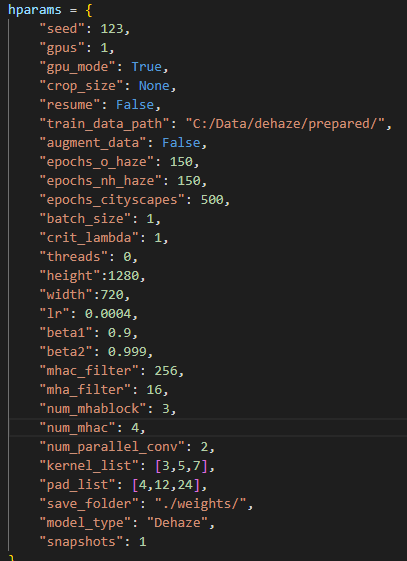 hparams = {
"seed": 123,
"gpus": 1,
"gpu_mode": True,
"crop_size": None,
"resume": False,
"train_data_path": "C:/Data/dehaze/prepared/",
"augment_data": False,
"epochs_o_haze": 150,
"epochs_nh_haze": 150,
"epochs_cityscapes": 500,
"batch_size": 1,
"crit_lambda": 1,
"threads": 0,
"height":1280,
"width":720,
"lr": 0.0004,
"beta1": 0.9,
"beta2": 0.999,
"mhac_filter": 256,
"mha_filter": 16,
"num_mhablock": 3,
"num_mhac": 4,
"num_parallel_conv": 2,
"kernel_list": [3,5,7],
"pad_list": [4,12,24],
"save_folder": "./weights/",
"model_type": "Dehaze",
"snapshots": 1
}